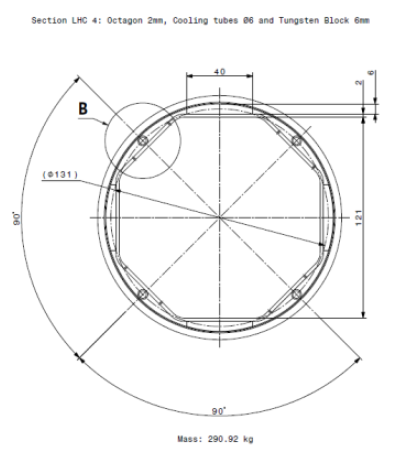 Section LHC 4: Octagon 2mm, Cooling tubes Ø6 and Tungsten Block 6mm
40
2
6
B
(Φ131)
121
90°
90°
Mass: 290.92 kg